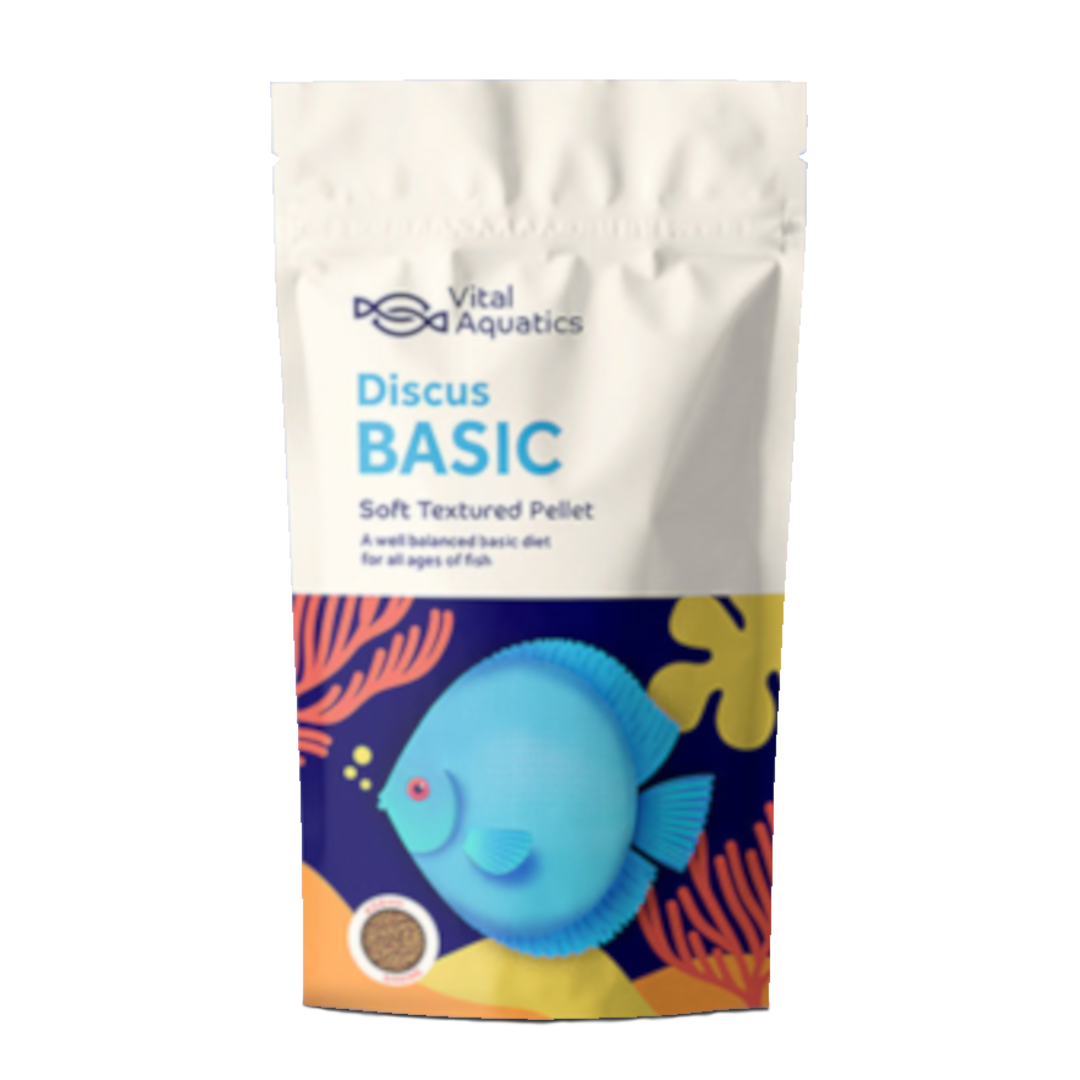 Vital
Aquatics
Discus
BASIC
Soft Textured Pellet
A well balanced basic diet
for all ages of fish